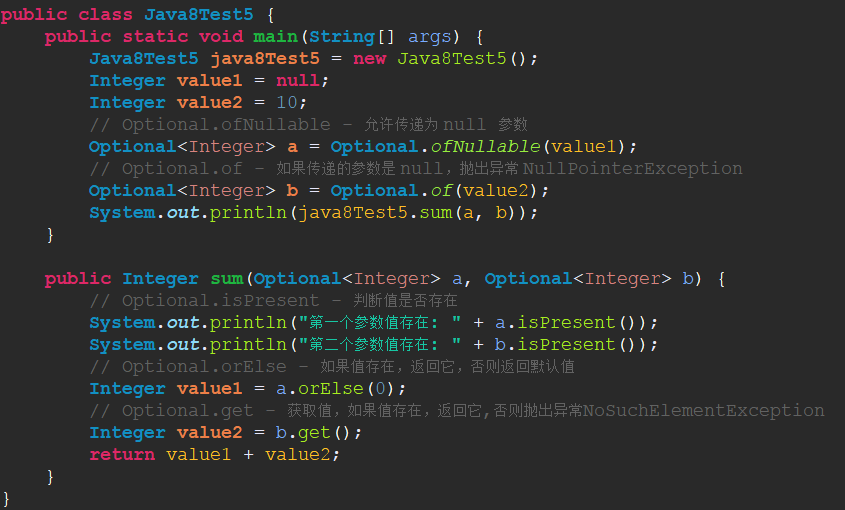 public class Java8Test5 {
    public static void main(String[] args) {
        Java8Test5 java8Test5 = new Java8Test5();
        Integer value1 = null;
        Integer value2 = 10;
        // Optional.ofNullable - 允许传递为 null 参数
        Optional<Integer> a = Optional.ofNullable(value1);
        // Optional.of - 如果传递的参数是 null，抛出异常 NullPointerException
        Optional<Integer> b = Optional.of(value2);
        System.out.println(java8Test5.sum(a, b));
    }

    public Integer sum(Optional<Integer> a, Optional<Integer> b) {
        // Optional.isPresent - 判断值是否存在
        System.out.println("第一个参数值存在: " + a.isPresent());
        System.out.println("第二个参数值存在: " + b.isPresent());
        // Optional.orElse - 如果值存在，返回它，否则返回默认值
        Integer value1 = a.orElse(0);
        // Optional.get - 获取值，如果值存在，返回它,否则抛出异常NoSuchElementException
        Integer value2 = b.get();
        return value1 + value2;
    }
}